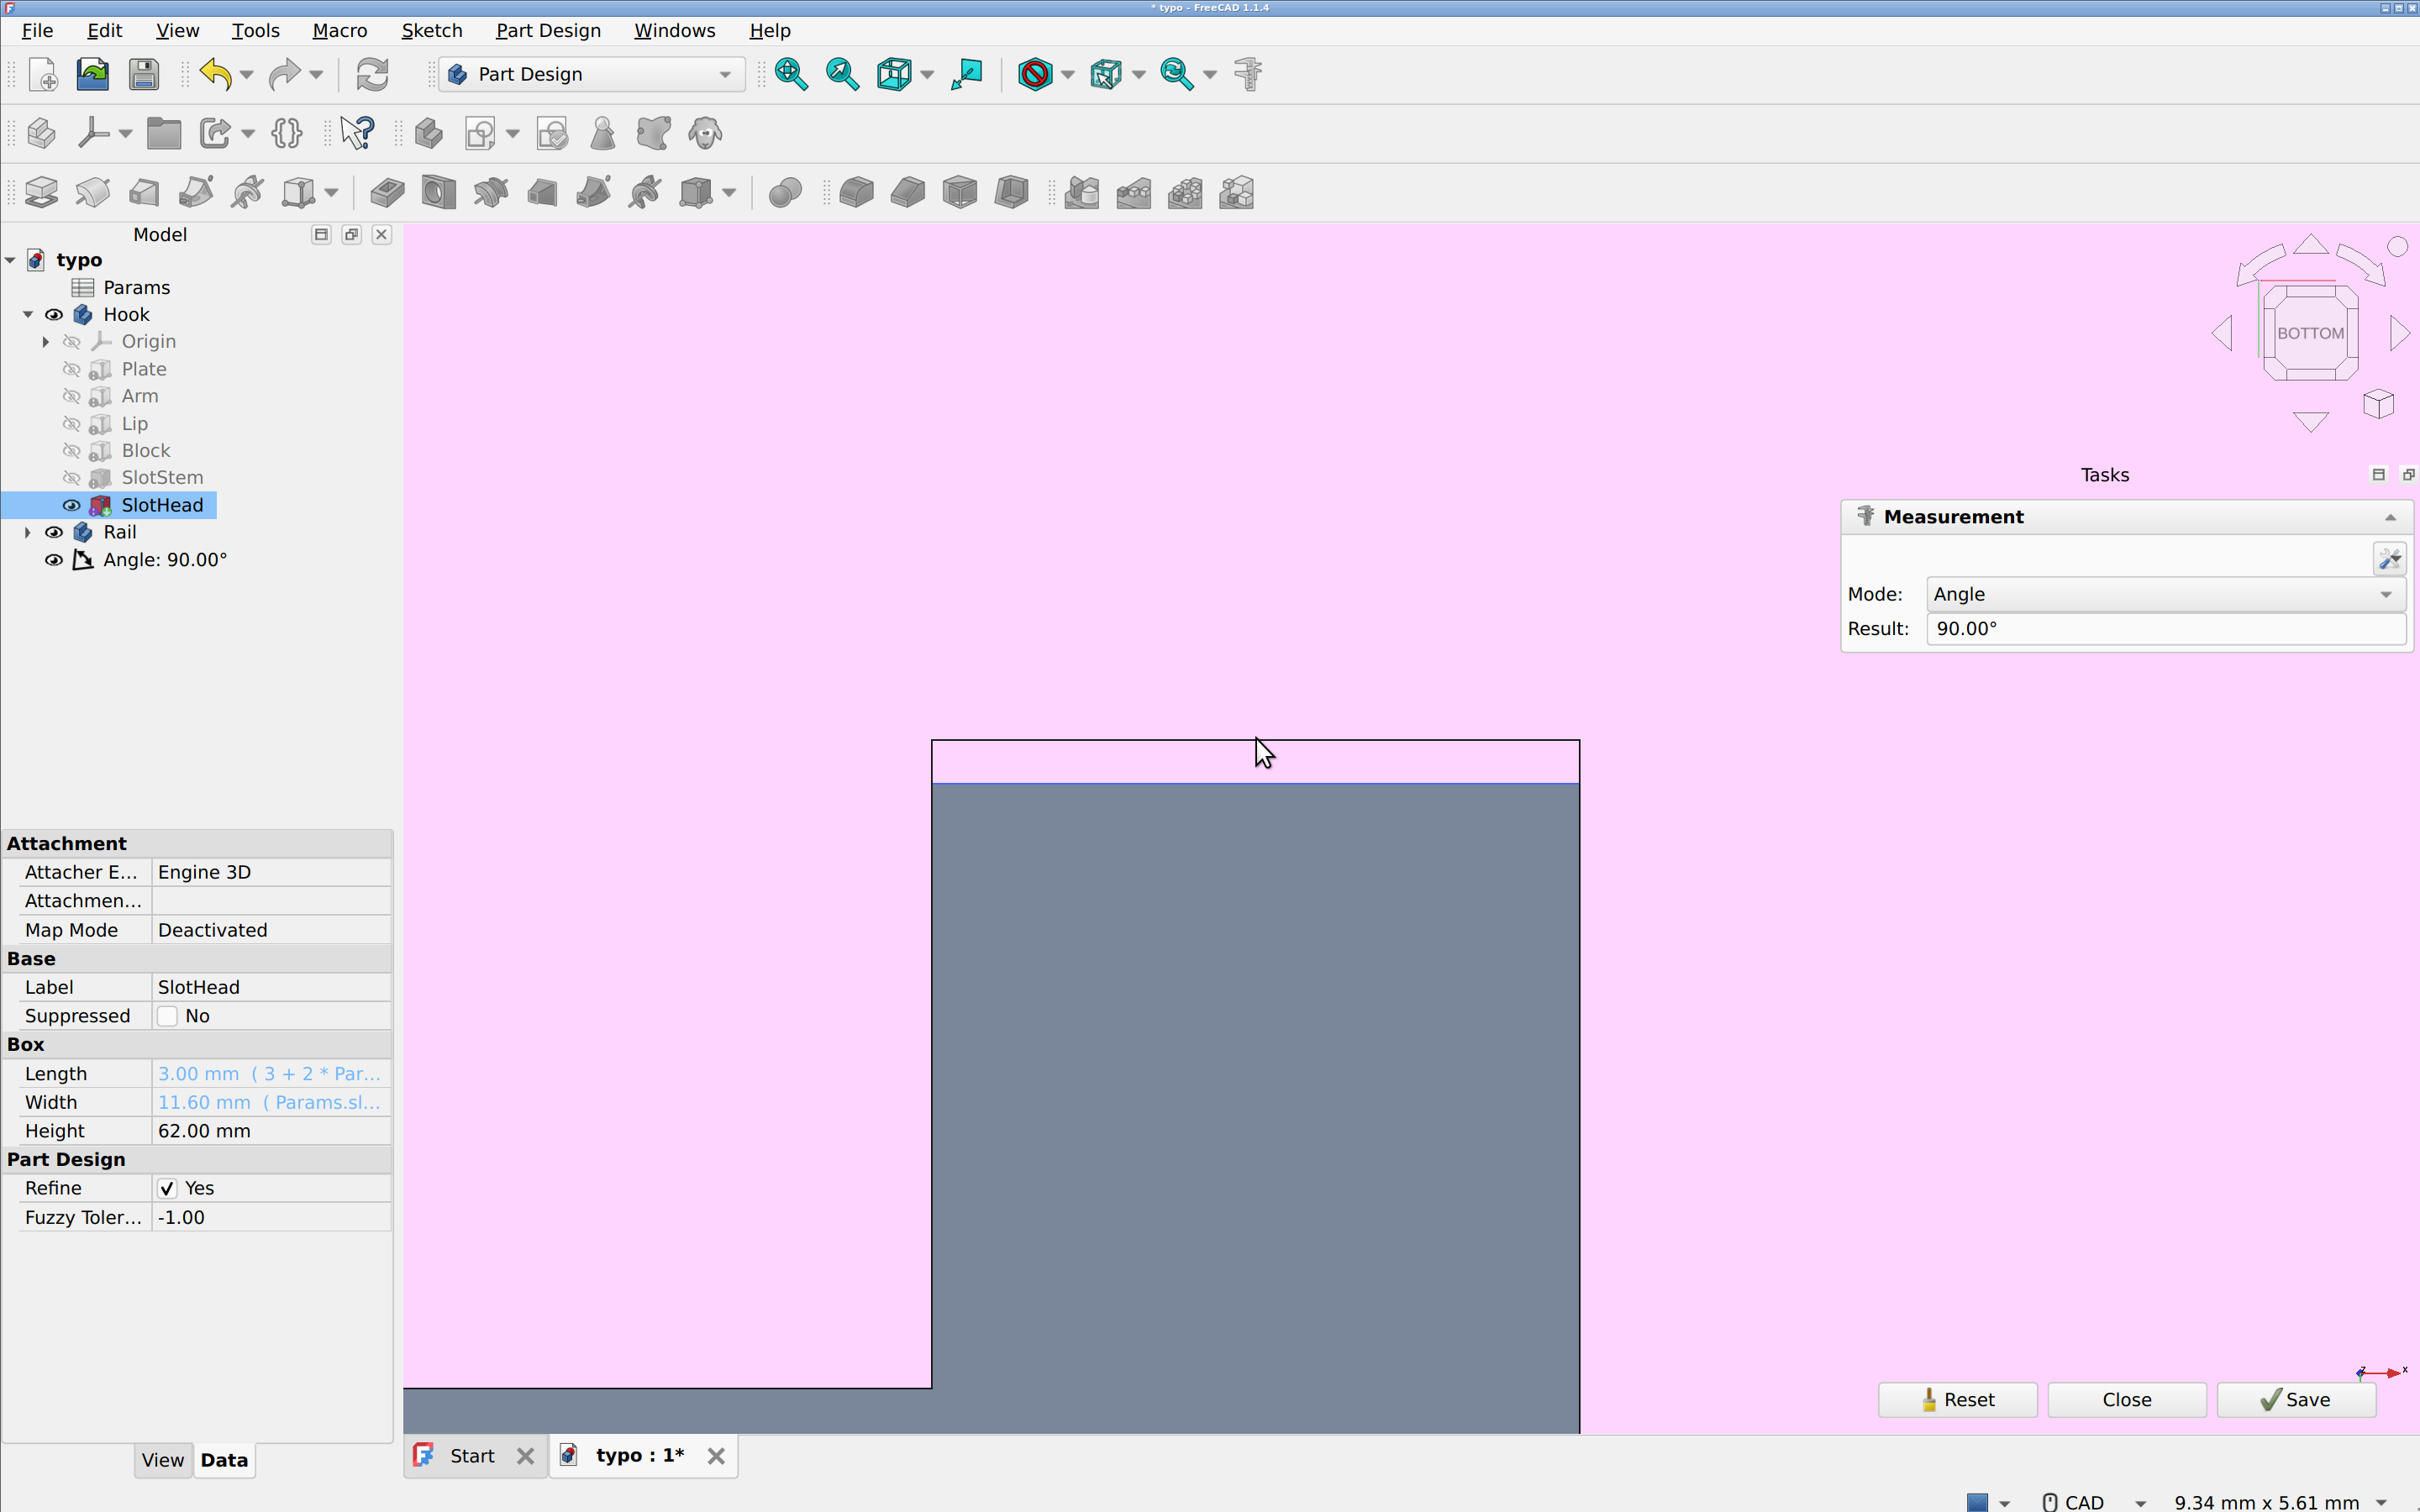 * typo - FreeCAD 1.1.4
File Edit View Tools Macro Sketch Part Design Windows Help
Part Design
Model
typo
Params
Hook
Origin
Plate
Arm
Lip
Block
SlotStem
SlotHead
Rail
Angle: 90.00°
BOTTOM
Tasks
Measurement
Mode: Angle
Result: 90.00°
Attachment
Attacher E... Engine 3D
Attachmen...
Map Mode Deactivated
Base
Label SlotHead
Suppressed No
Box
Length 3.00 mm ( 3 + 2 * Par...
Width 11.60 mm ( Params.sl...
Height 62.00 mm
Part Design
Refine Yes
Fuzzy Toler... -1.00
z x
Reset Close Save
View Data
Start typo : 1*
CAD 9.34 mm x 5.61 mm